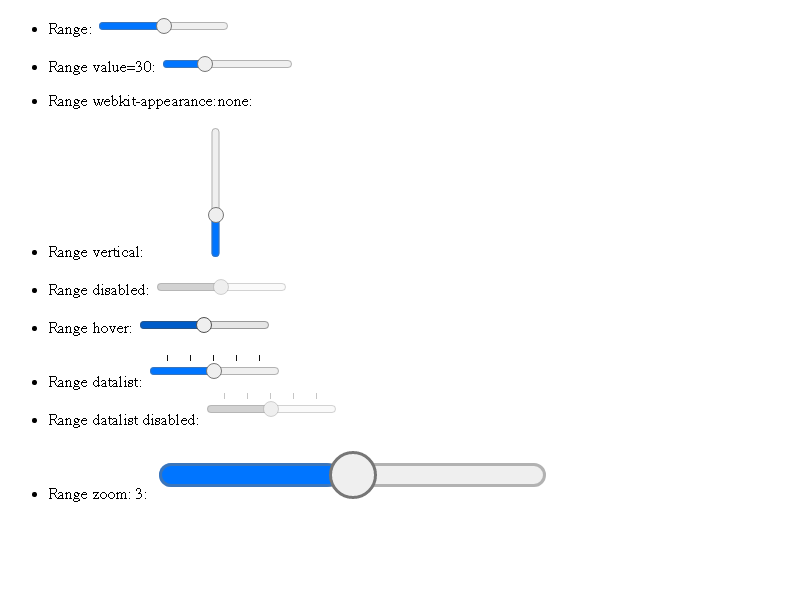 Range:
Range value=30:
Range webkit-appearance:none:
Range vertical:
Range disabled:
Range hover:
Range datalist:
Range datalist disabled:
Range zoom: 3: